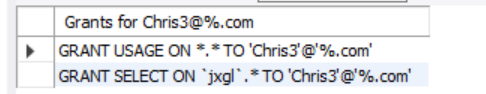 Grants for Chris3@%.com
GRANT USAGE ON *.* TO 'Chris3'@'%.com'
GRANT SELECT ON `jxgl`.* TO 'Chris3'@'%.com'